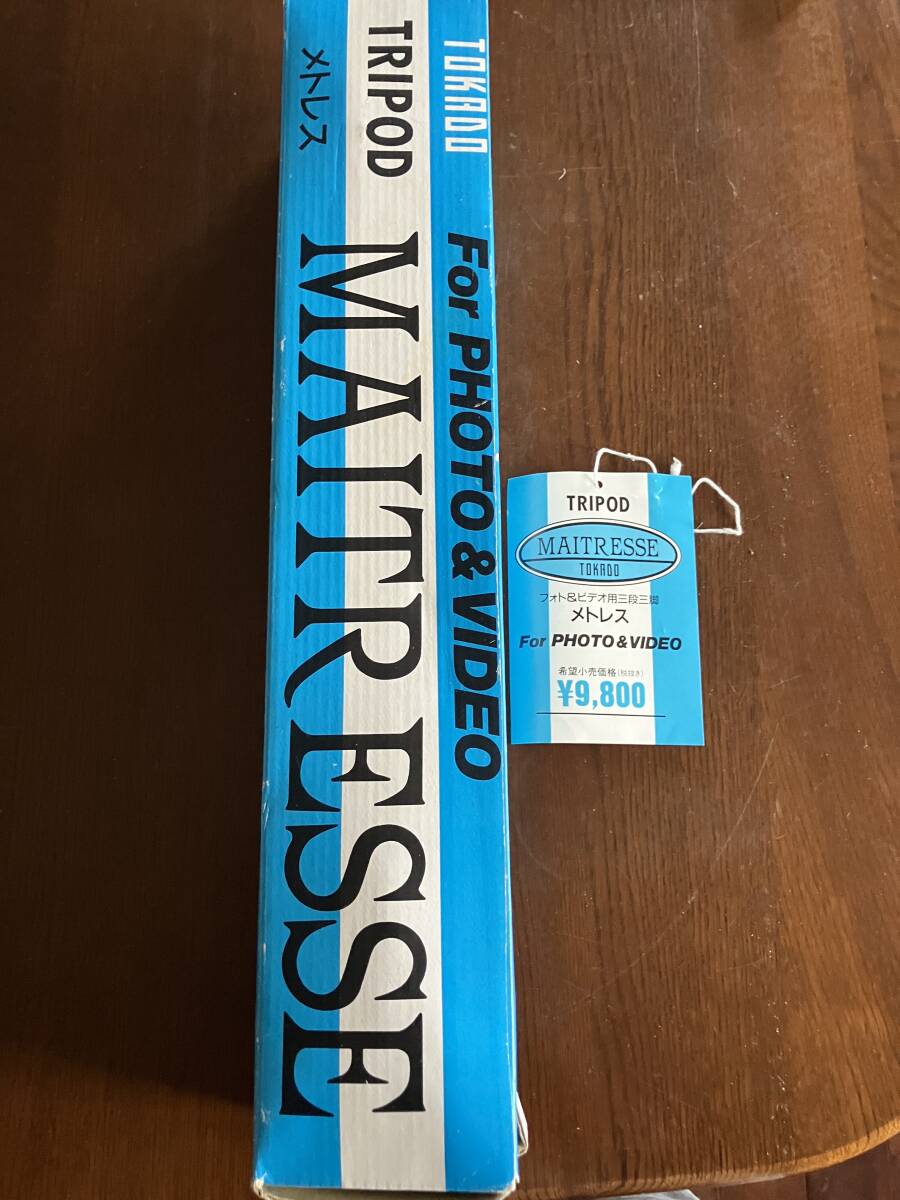 TOKADO
TRIPOD
メトレス
MAITRESSE
For PHOTO & VIDEO
TRIPOD
MAITRESSE
TOKADO
フォト&ビデオ用三段三脚
メトレス
For PHOTO & VIDEO
希望小売価格(税抜き)
¥9,800